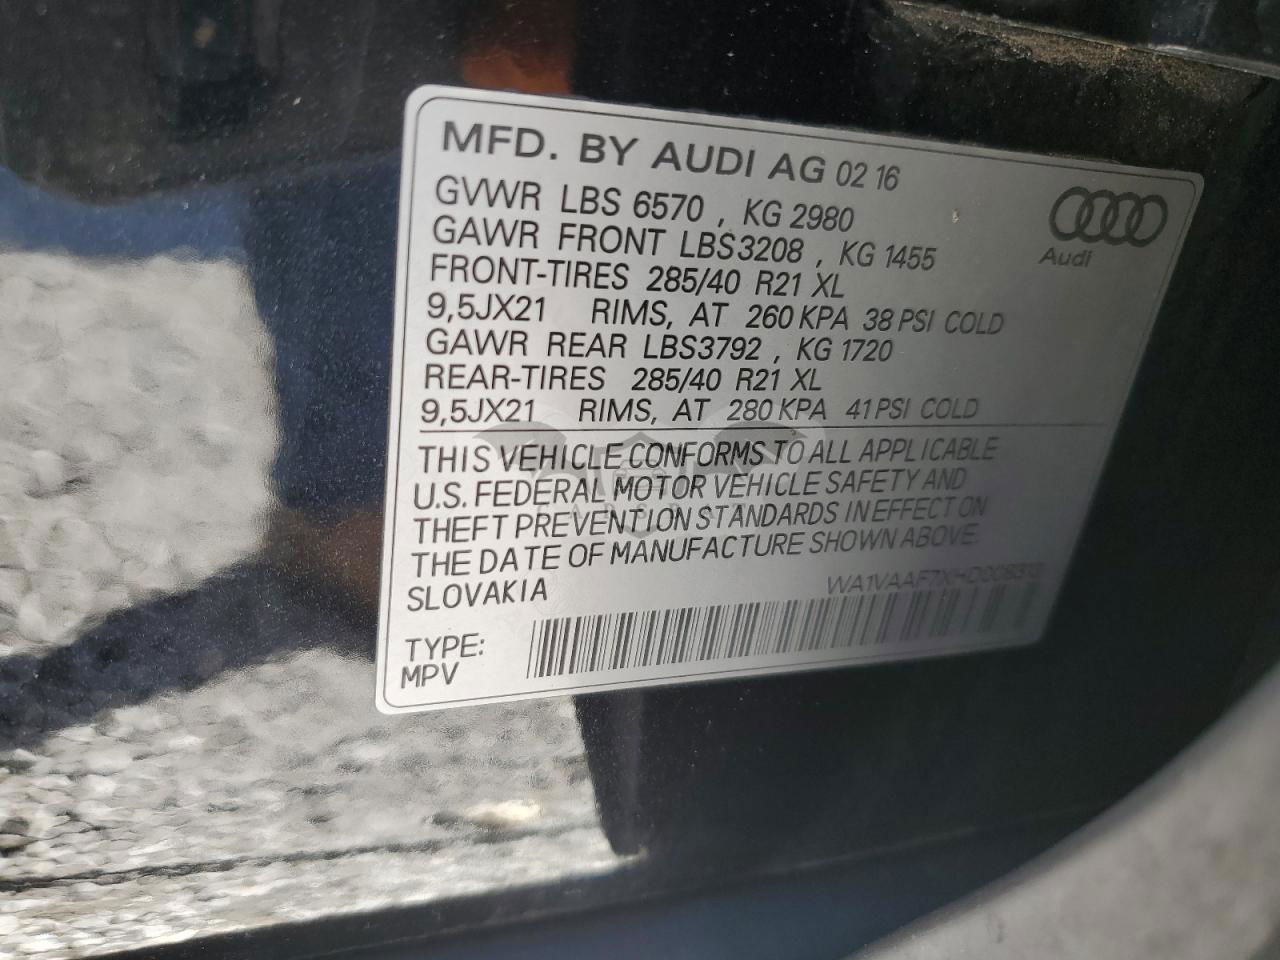 MFD. BY AUDI AG 02 16
GVWR LBS 6570 , KG 2980
GAWR FRONT LBS3208 , KG 1455
FRONT-TIRES 285/40 R21 XL
9,5JX21 RIMS, AT 260 KPA 38 PSI COLD
GAWR REAR LBS3792 , KG 1720
REAR-TIRES 285/40 R21 XL
9,5JX21 RIMS, AT 280 KPA 41 PSI COLD
Audi
THIS VEHICLE CONFORMS TO ALL APPLICABLE
U.S. FEDERAL MOTOR VEHICLE SAFETY AND
THEFT PREVENTION STANDARDS IN EFFECT ON
THE DATE OF MANUFACTURE SHOWN ABOVE.
SLOVAKIA
TYPE:
MPV